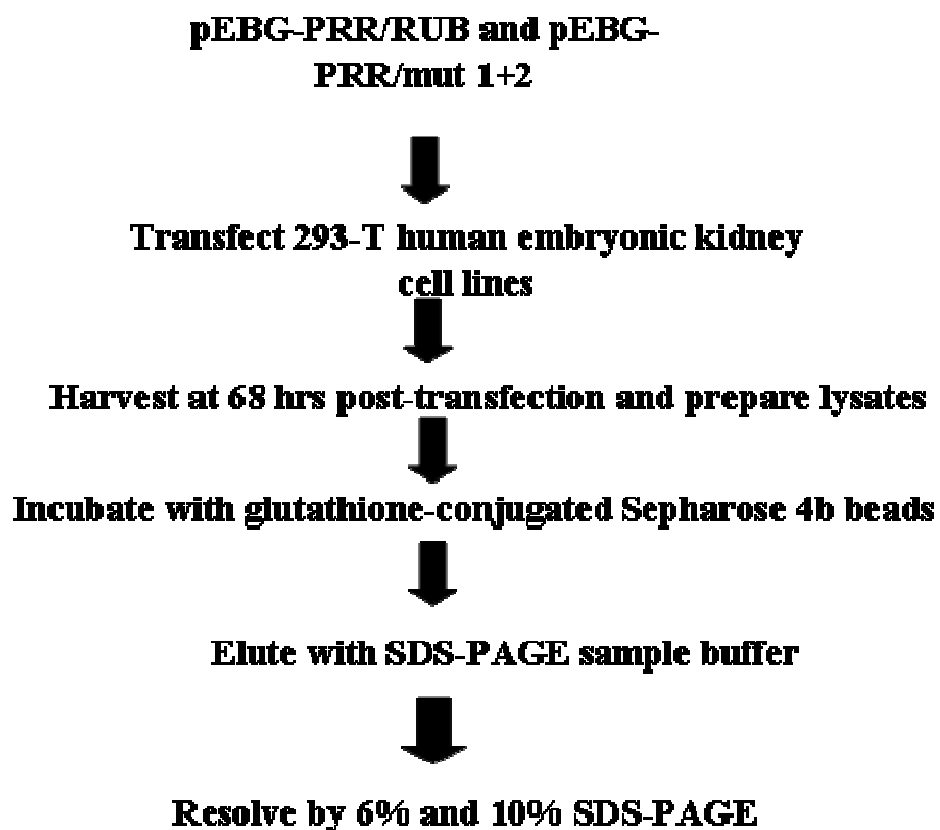 pEBG-PRR/RUB and pEBG-
PRR/mut 1+2
Transfect 293-T human embryonic kidney
cell lines
Harvest at 68 hrs post-transfection and prepare lysates
Incubate with glutathione-conjugated Sepharose 4b beads
Elute with SDS-PAGE sample buffer
Resolve by 6% and 10% SDS-PAGE